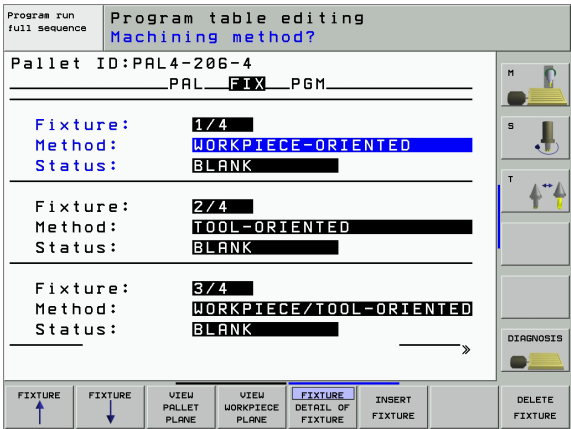 Program run
full sequence
Program table editing
Machining method?
Pallet ID:PAL4-206-4
PAL FIX PGM
Fixture: 1/4
Method: WORKPIECE-ORIENTED
Status: BLANK
Fixture: 2/4
Method: TOOL-ORIENTED
Status: BLANK
Fixture: 3/4
Method: WORKPIECE/TOOL-ORIENTED
Status: BLANK
»
M
S
T
DIAGNOSIS
FIXTURE
FIXTURE
VIEW
PALLET
PLANE
VIEW
WORKPIECE
PLANE
FIXTURE
DETAIL OF
FIXTURE
INSERT
FIXTURE
DELETE
FIXTURE